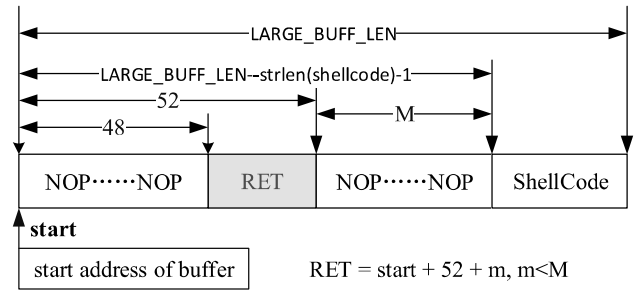 LARGE_BUFF_LEN
LARGE_BUFF_LEN--strlen(shellcode)-1
52
48
M
NOP……NOP
RET
NOP……NOP
ShellCode
start
start address of buffer
RET = start + 52 + m, m<M